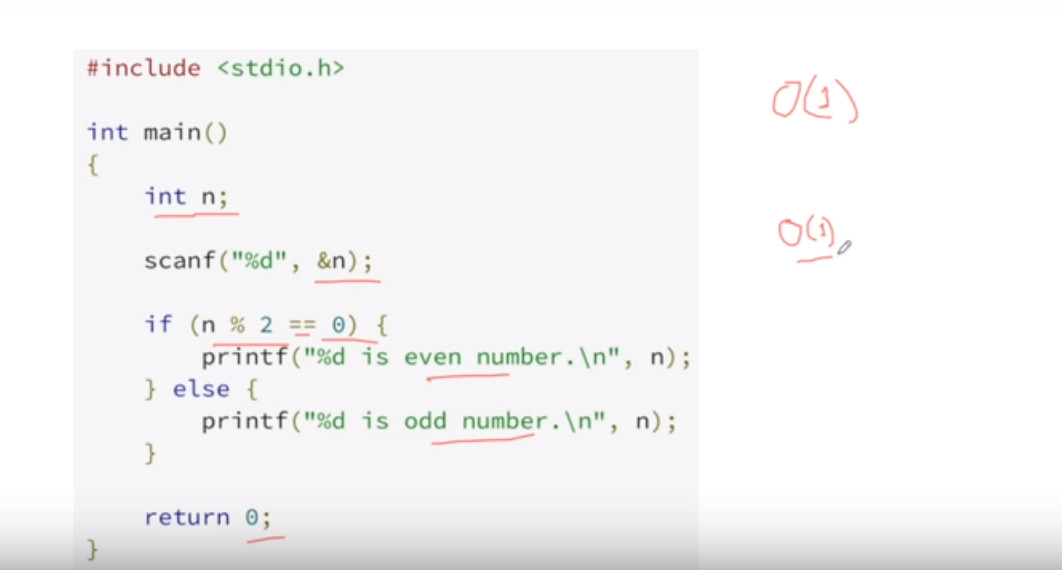 #include <stdio.h>
int main()
{
int n;
scanf("%d", &n);
if (n % 2 == 0) {
printf("%d is even number.\n", n);
} else {
printf("%d is odd number.\n", n);
}
return 0;
}
O(1)
O(1)